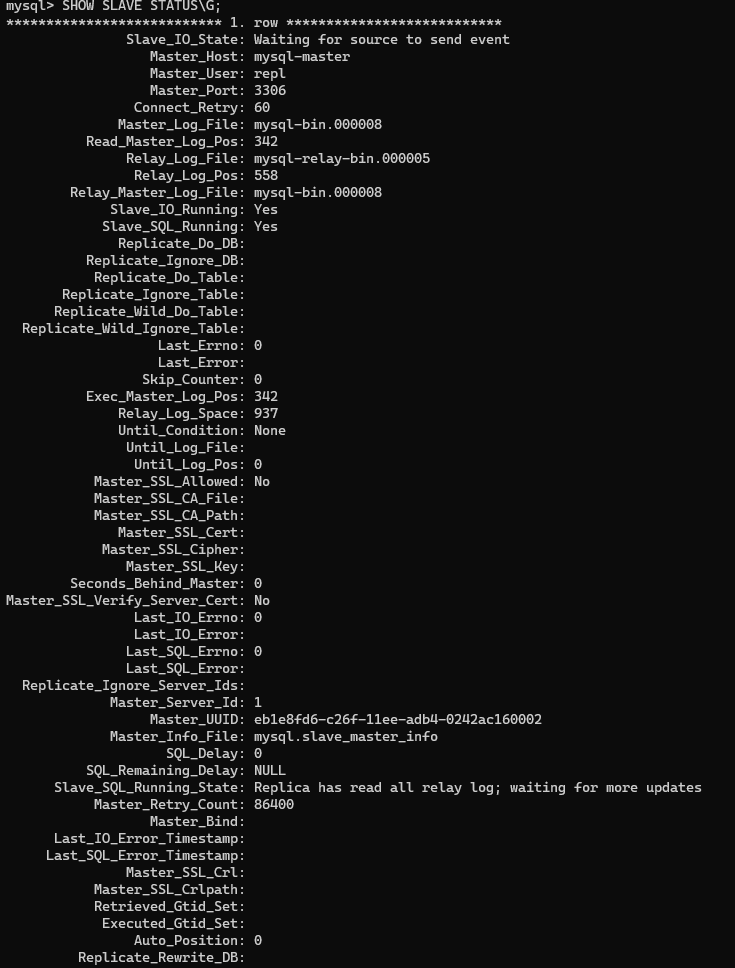 mysql> SHOW SLAVE STATUS\G;
*************************** 1. row ***************************
Slave_IO_State: Waiting for source to send event
Master_Host: mysql-master
Master_User: repl
Master_Port: 3306
Connect_Retry: 60
Master_Log_File: mysql-bin.000008
Read_Master_Log_Pos: 342
Relay_Log_File: mysql-relay-bin.000005
Relay_Log_Pos: 558
Relay_Master_Log_File: mysql-bin.000008
Slave_IO_Running: Yes
Slave_SQL_Running: Yes
Replicate_Do_DB:
Replicate_Ignore_DB:
Replicate_Do_Table:
Replicate_Ignore_Table:
Replicate_Wild_Do_Table:
Replicate_Wild_Ignore_Table:
Last_Errno: 0
Last_Error:
Skip_Counter: 0
Exec_Master_Log_Pos: 342
Relay_Log_Space: 937
Until_Condition: None
Until_Log_File:
Until_Log_Pos: 0
Master_SSL_Allowed: No
Master_SSL_CA_File:
Master_SSL_CA_Path:
Master_SSL_Cert:
Master_SSL_Cipher:
Master_SSL_Key:
Seconds_Behind_Master: 0
Master_SSL_Verify_Server_Cert: No
Last_IO_Errno: 0
Last_IO_Error:
Last_SQL_Errno: 0
Last_SQL_Error:
Replicate_Ignore_Server_Ids:
Master_Server_Id: 1
Master_UUID: eb1e8fd6-c26f-11ee-adb4-0242ac160002
Master_Info_File: mysql.slave_master_info
SQL_Delay: 0
SQL_Remaining_Delay: NULL
Slave_SQL_Running_State: Replica has read all relay log; waiting for more updates
Master_Retry_Count: 86400
Master_Bind:
Last_IO_Error_Timestamp:
Last_SQL_Error_Timestamp:
Master_SSL_Crl:
Master_SSL_Crlpath:
Retrieved_Gtid_Set:
Executed_Gtid_Set:
Auto_Position: 0
Replicate_Rewrite_DB: